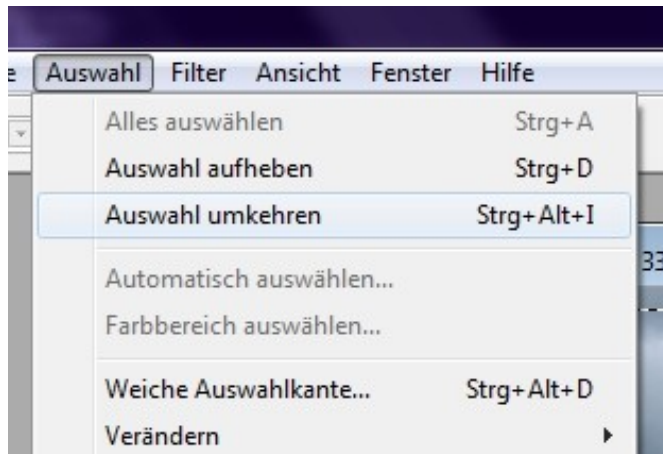 e Auswahl Filter Ansicht Fenster Hilfe
Alles auswählen Strg+A
Auswahl aufheben Strg+D
Auswahl umkehren Strg+Alt+I
33
Automatisch auswählen...
Farbbereich auswählen...
Weiche Auswahlkante... Strg+Alt+D
Verändern